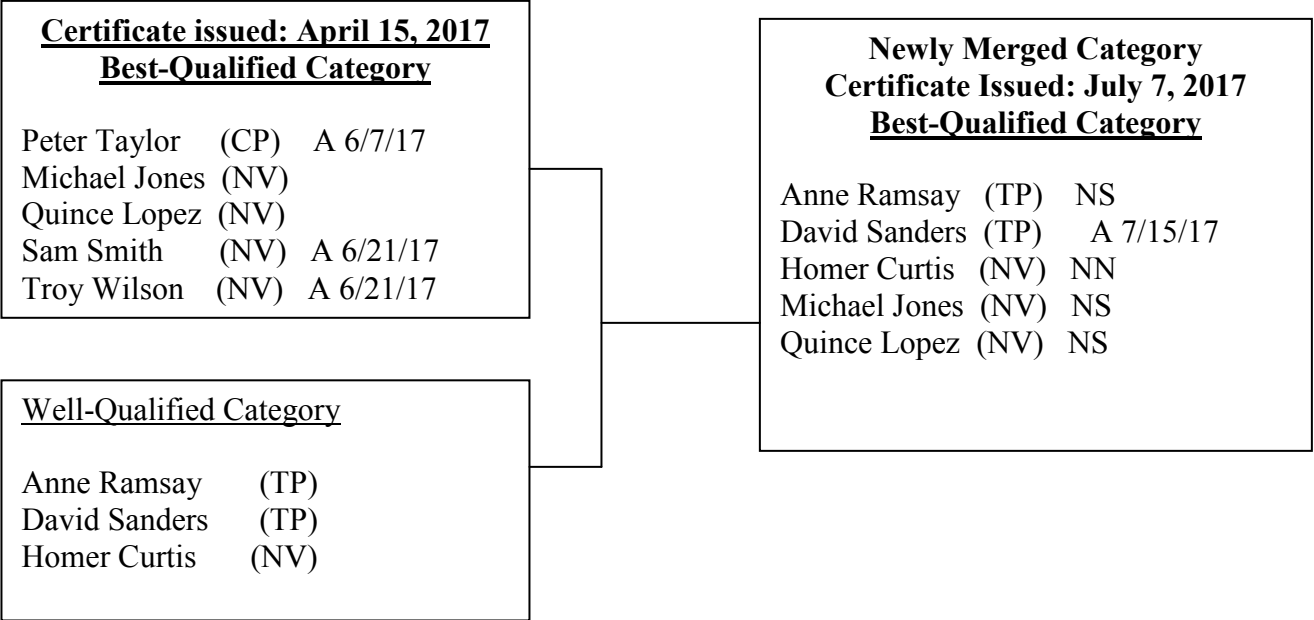 Certificate issued: April 15, 2017
Best-Qualified Category
Peter Taylor (CP) A 6/7/17
Michael Jones (NV)
Quince Lopez (NV)
Sam Smith (NV) A 6/21/17
Troy Wilson (NV) A 6/21/17
Well-Qualified Category
Anne Ramsay (TP)
David Sanders (TP)
Homer Curtis (NV)
Newly Merged Category
Certificate Issued: July 7, 2017
Best-Qualified Category
Anne Ramsay (TP) NS
David Sanders (TP) A 7/15/17
Homer Curtis (NV) NN
Michael Jones (NV) NS
Quince Lopez (NV) NS